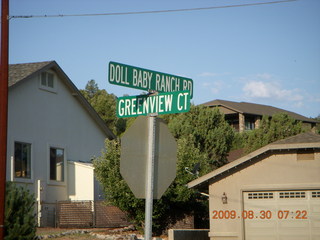 DOLL BABY RANCH RD
GREENVIEW CT
2009.08.30 07:22